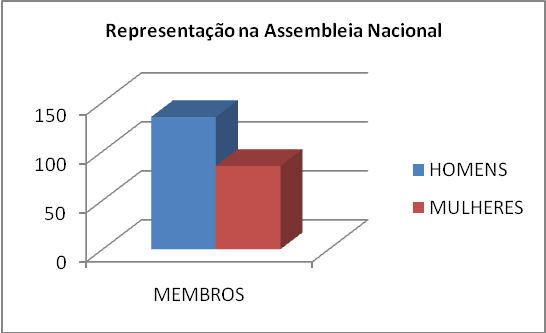 Representação na Assembleia Nacional
150
100
50
0
MEMBROS
HOMENS
MULHERES